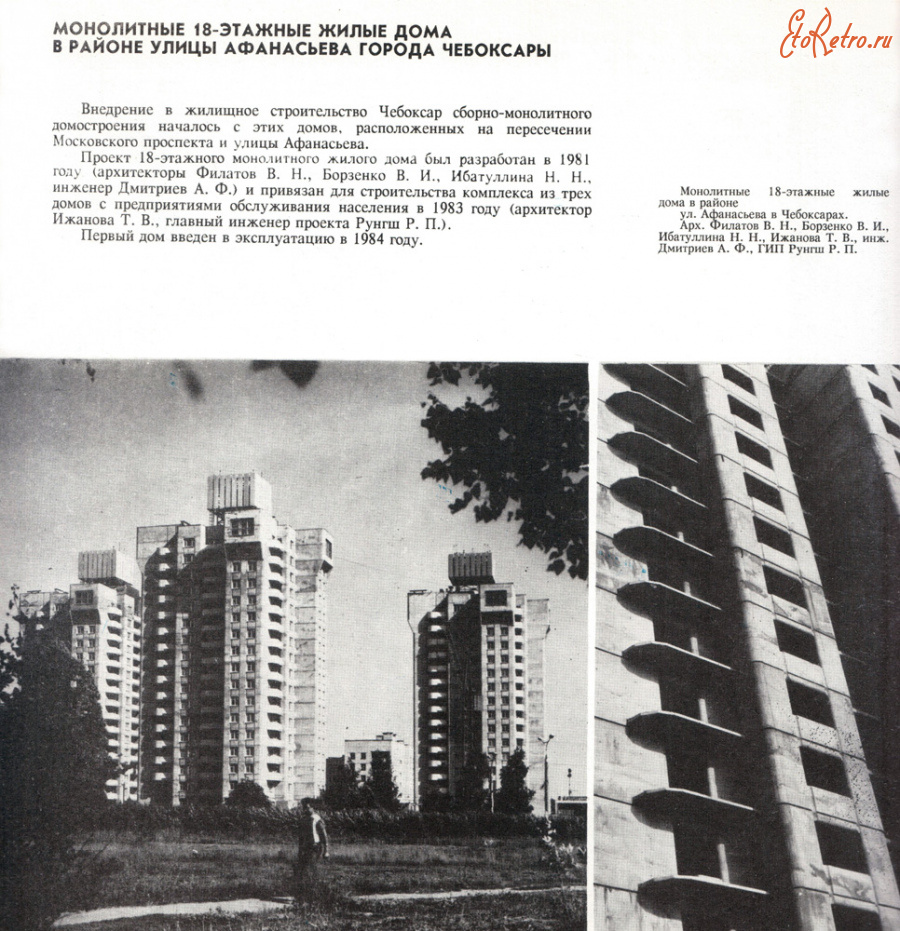 МОНОЛИТНЫЕ 18-ЭТАЖНЫЕ ЖИЛЫЕ ДОМА
В РАЙОНЕ УЛИЦЫ АФАНАСЬЕВА ГОРОДА ЧЕБОКСАРЫ
EtoRetro.ru
Внедрение в жилищное строительство Чебоксар сборно-монолитного
домостроения началось с этих домов, расположенных на пересечении
Московского проспекта и улицы Афанасьева.
Проект 18-этажного монолитного жилого дома был разработан в 1981
году (архитекторы Филатов В. Н., Борзенко В. И., Ибатуллина Н. Н.,
инженер Дмитриев А. Ф.) и привязан для строительства комплекса из трех
домов с предприятиями обслуживания населения в 1983 году (архитектор
Ижанова Т. В., главный инженер проекта Рунгш Р. П.).
Первый дом введен в эксплуатацию в 1984 году.
Монолитные 18-этажные жилые
дома в районе
ул. Афанасьева в Чебоксарах.
Арх. Филатов В. Н., Борзенко В. И.,
Ибатуллина Н. Н., Ижанова Т. В., инж.
Дмитриев А. Ф., ГИП Рунгш Р. П.